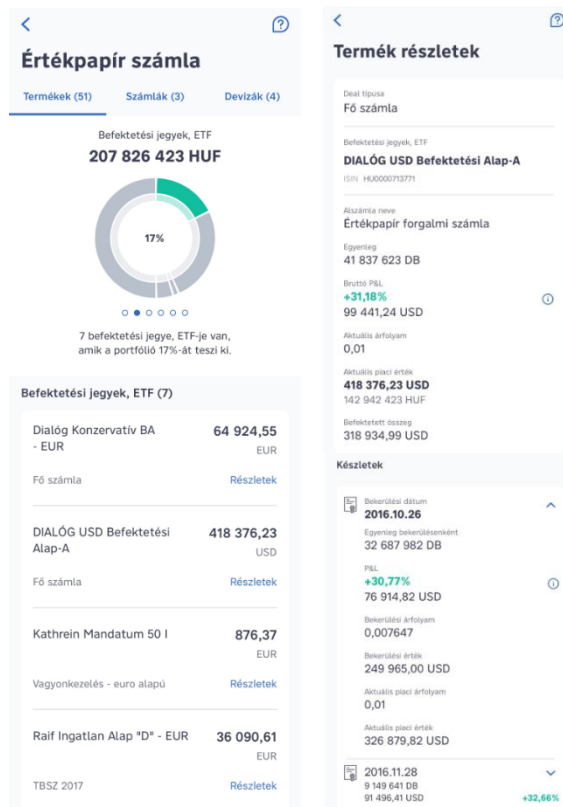 Értékpapír számla
Termékek (51) Számlák (3) Devizák (4)
Befektetési jegyek, ETF
207 826 423 HUF
17%
7 befektetési jegye, ETF-je van,
amik a portfólió 17%-át teszi ki.
Befektetési jegyek, ETF (7)
Dialóg Konzervatív BA 64 924,55
- EUR EUR
Fő számla Részletek
DIALÓG USD Befektetési 418 376,23
Alap-A USD
Fő számla Részletek
Kathrein Mandatum 50 I 876,37
EUR
Vagyonkezelés - euro alapú Részletek
Raif Ingatlan Alap "D" - EUR 36 090,61
EUR
TBSZ 2017 Részletek
Termék részletek
Deal típusa
Fő számla
Befektetési jegyek, ETF
DIALÓG USD Befektetési Alap-A
ISIN HU0000713771
Alszámla neve
Értékpapír forgalmi számla
Egyenleg
41 837 623 DB
Bruttó P&L
+31,18%
99 441,24 USD
Aktuális árfolyam
0,01
Aktuális piaci érték
418 376,23 USD
142 942 423 HUF
Befektetett összeg
318 934,99 USD
Készletek
Bekerülési dátum
2016.10.26
Egyenleg bekerülésenként
32 687 982 DB
P&L
+30,77%
76 914,82 USD
Bekerülési árfolyam
0,007647
Bekerülési érték
249 965,00 USD
Aktuális piaci árfolyam
0,01
Aktuális piaci érték
326 879,82 USD
2016.11.28
9 149 641 DB
91 496,41 USD +32,66%